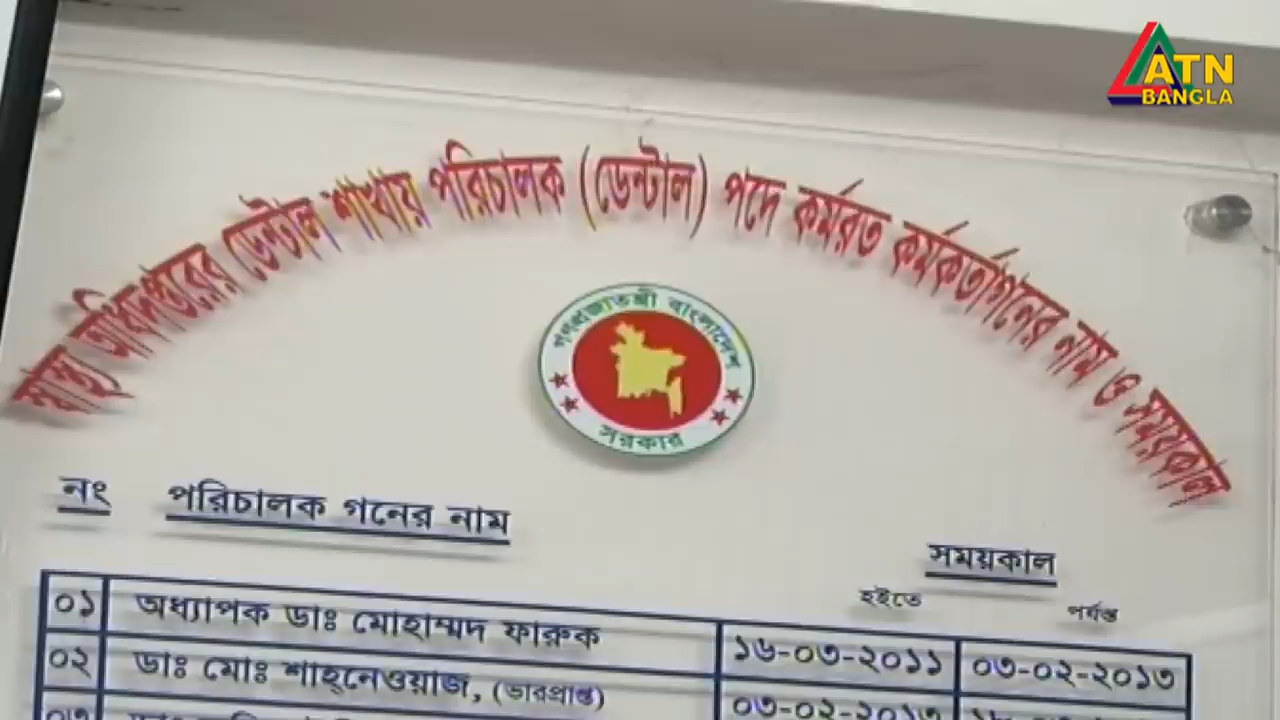 ATN
BANGLA
স্বাস্থ্য অধিদপ্তরের ডেন্টাল শাখায় পরিচালক (ডেন্টাল) পদে কর্মরত কর্মকর্তাগনের নাম ও সময়কাল
গণপ্রজাতন্ত্রী বাংলাদেশ
সরকার
নং পরিচালক গনের নাম সময়কাল
হইতে পর্যন্ত
০১ অধ্যাপক ডাঃ মোহাম্মদ ফারুক ১৬-০৩-২০১১ ০৩-০২-২০১৩
০২ ডাঃ মোঃ শাহ্‌নেওয়াজ, (ভারপ্রাপ্ত) ০৩-০২-২০১৩